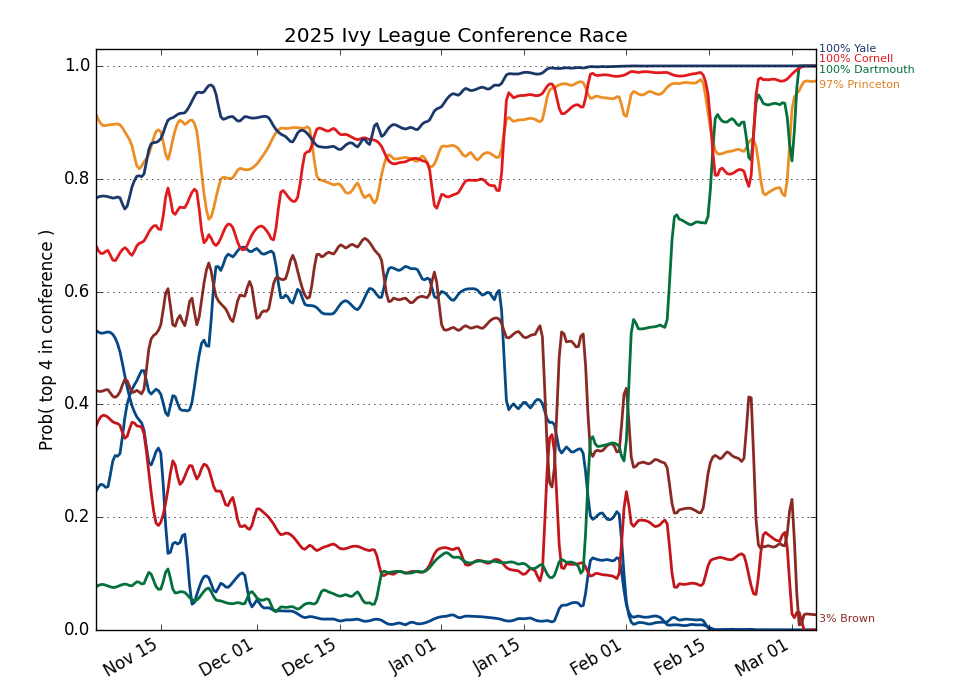 2025 Ivy League Conference Race
100% Yale
100% Cornell
100% Dartmouth
97% Princeton
3% Brown
Prob( top 4 in conference )
1.0
0.8
0.6
0.4
0.2
0.0
Nov 15
Dec 01
Dec 15
Jan 01
Jan 15
Feb 01
Feb 15
Mar 01